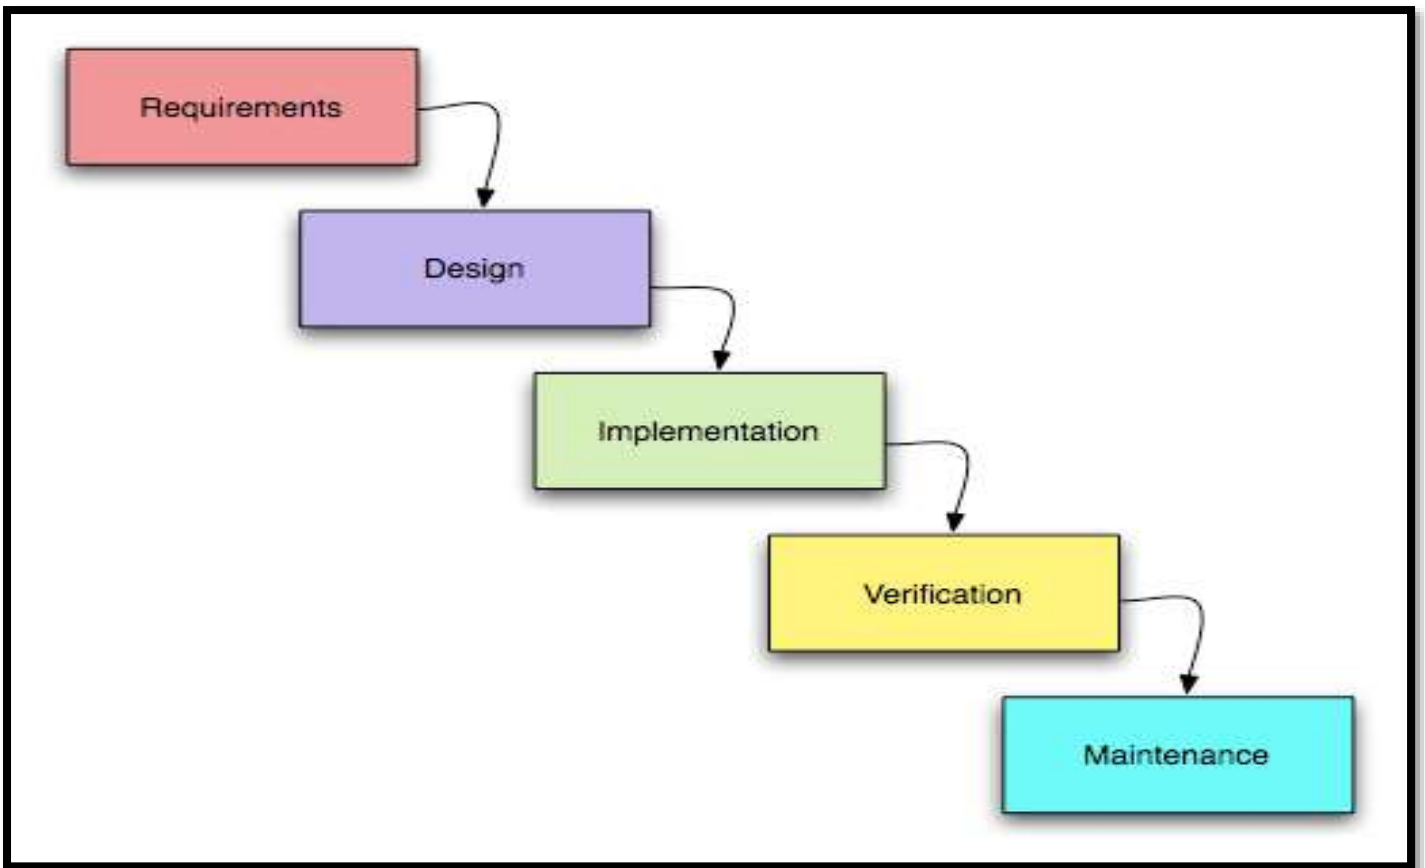 Requirements
Design
Implementation
Verification
Maintenance